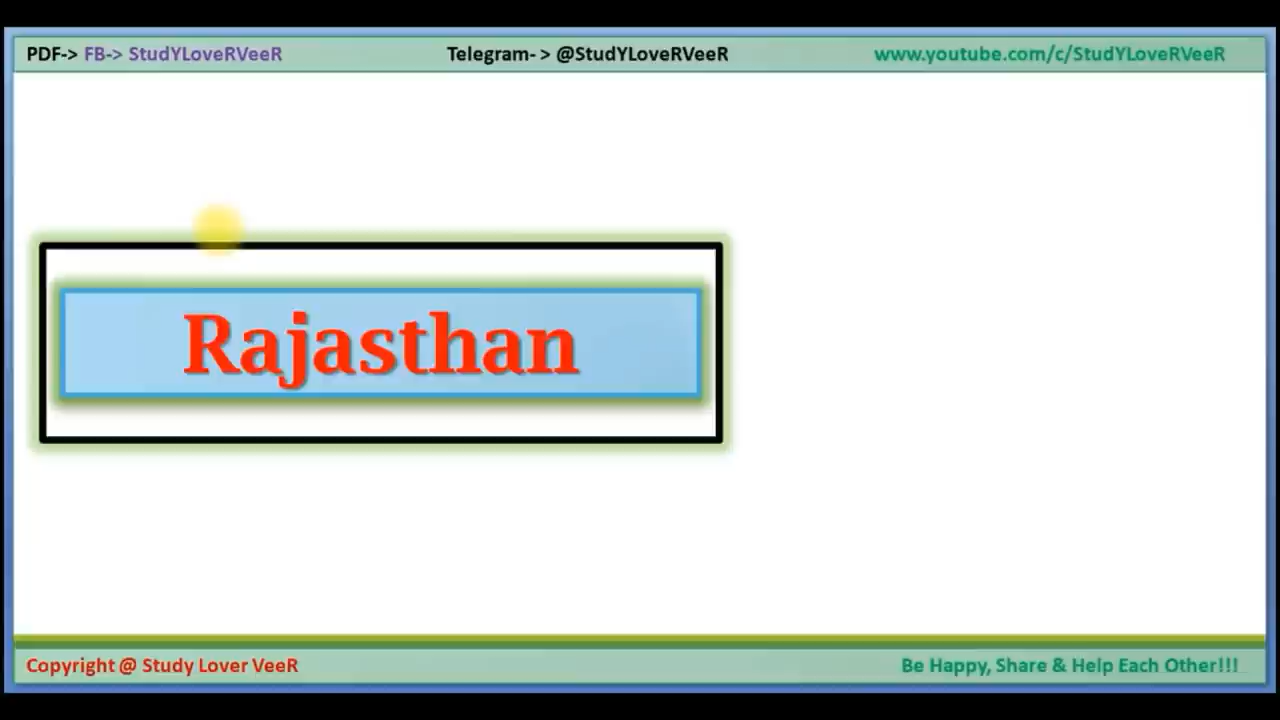 PDF-> FB-> StudYLoveRVeeR Telegram- > @StudYLoveRVeeR www.youtube.com/c/StudYLoveRVeeR
Rajasthan
Copyright @ Study Lover VeeR Be Happy, Share & Help Each Other!!!